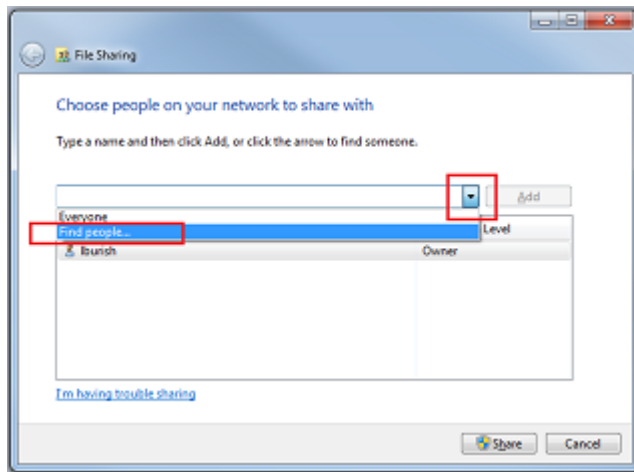 File Sharing
Choose people on your network to share with
Type a name and then click Add, or click the arrow to find someone.
Add
Everyone
Find people...
Level
lburish Owner
I'm having trouble sharing
Share Cancel